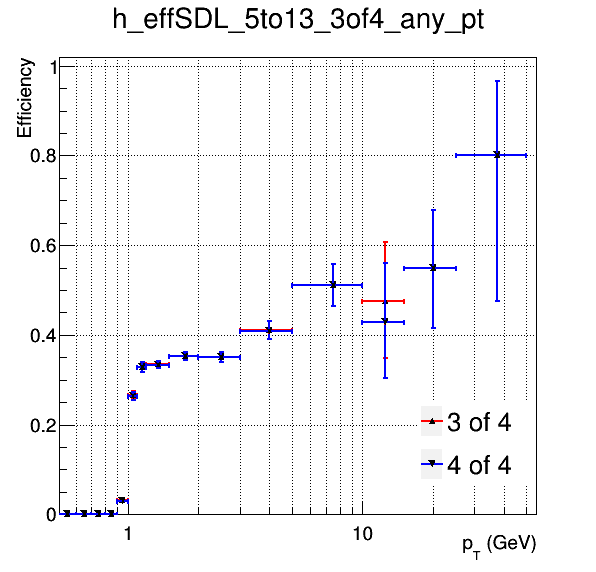 h_effSDL_5to13_3of4_any_pt
Efficiency
1
0.8
0.6
0.4
0.2
0
3 of 4
4 of 4
1
10
p_T (GeV)